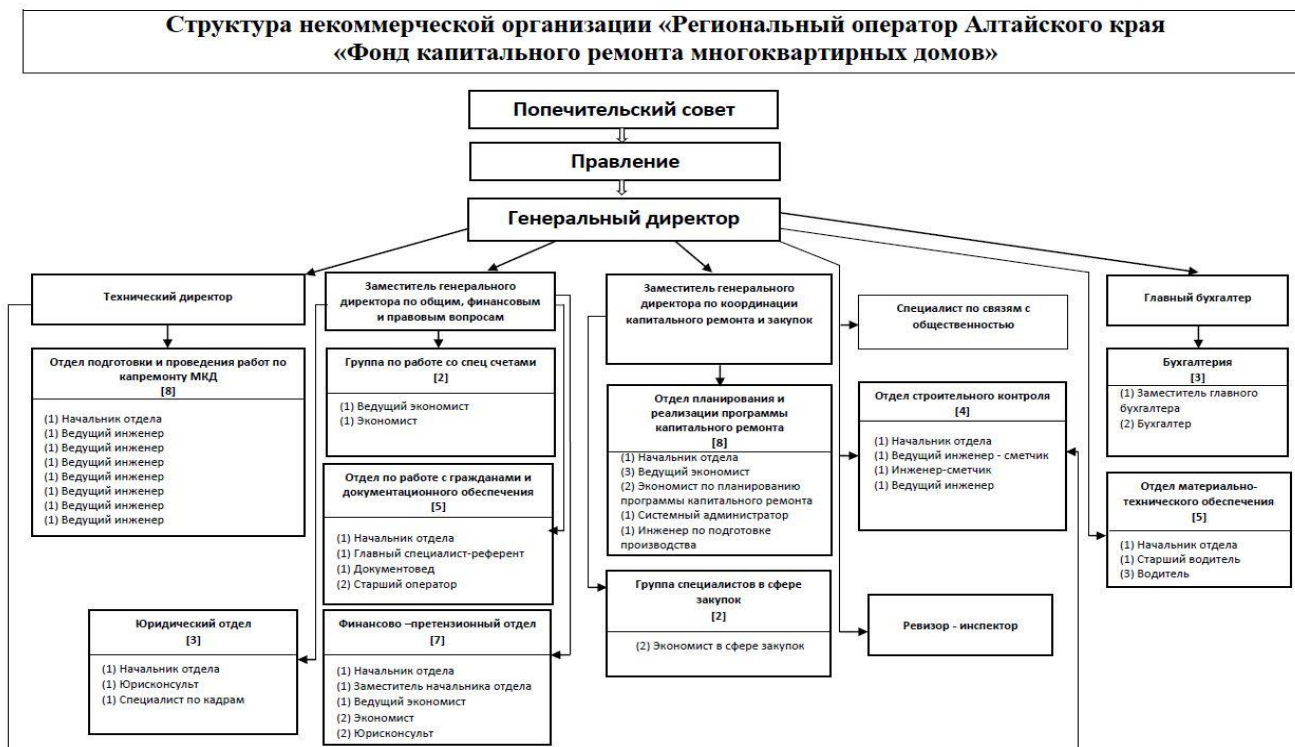 Структура некоммерческой организации «Региональный оператор Алтайского края
«Фонд капитального ремонта многоквартирных домов»
Попечительский совет
Правление
Генеральный директор
Технический директор
Заместитель генерального
директора по общим, финансовым
и правовым вопросам
Заместитель генерального
директора по координации
капитального ремонта и закупок
Специалист по связям с
общественностью
Главный бухгалтер
Отдел подготовки и проведения работ по
капремонту МКД
[8]
(1) Начальник отдела
(1) Ведущий инженер
(1) Ведущий инженер
(1) Ведущий инженер
(1) Ведущий инженер
(1) Ведущий инженер
(1) Ведущий инженер
(1) Ведущий инженер
Группа по работе со спец счетами
[2]
(1) Ведущий экономист
(1) Экономист
Отдел по работе с гражданами и
документационного обеспечения
[5]
(1) Начальник отдела
(1) Главный специалист-референт
(1) Документовед
(2) Старший оператор
Отдел планирования и
реализации программы
капитального ремонта
[8]
(1) Начальник отдела
(3) Ведущий экономист
(2) Экономист по планированию
программы капитального ремонта
(1) Системный администратор
(1) Инженер по подготовке
производства
Отдел строительного контроля
[4]
(1) Начальник отдела
(1) Ведущий инженер - сметчик
(1) Инженер-сметчик
(1) Ведущий инженер
Бухгалтерия
[3]
(1) Заместитель главного
бухгалтера
(2) Бухгалтер
Отдел материально-
технического обеспечения
[5]
(1) Начальник отдела
(1) Старший водитель
(3) Водитель
Юридический отдел
[3]
(1) Начальник отдела
(1) Юрисконсульт
(1) Специалист по кадрам
Финансово –претензионный отдел
[7]
(1) Начальник отдела
(1) Заместитель начальника отдела
(1) Ведущий экономист
(2) Экономист
(2) Юрисконсульт
Группа специалистов в сфере
закупок
[2]
(2) Экономист в сфере закупок
Ревизор - инспектор